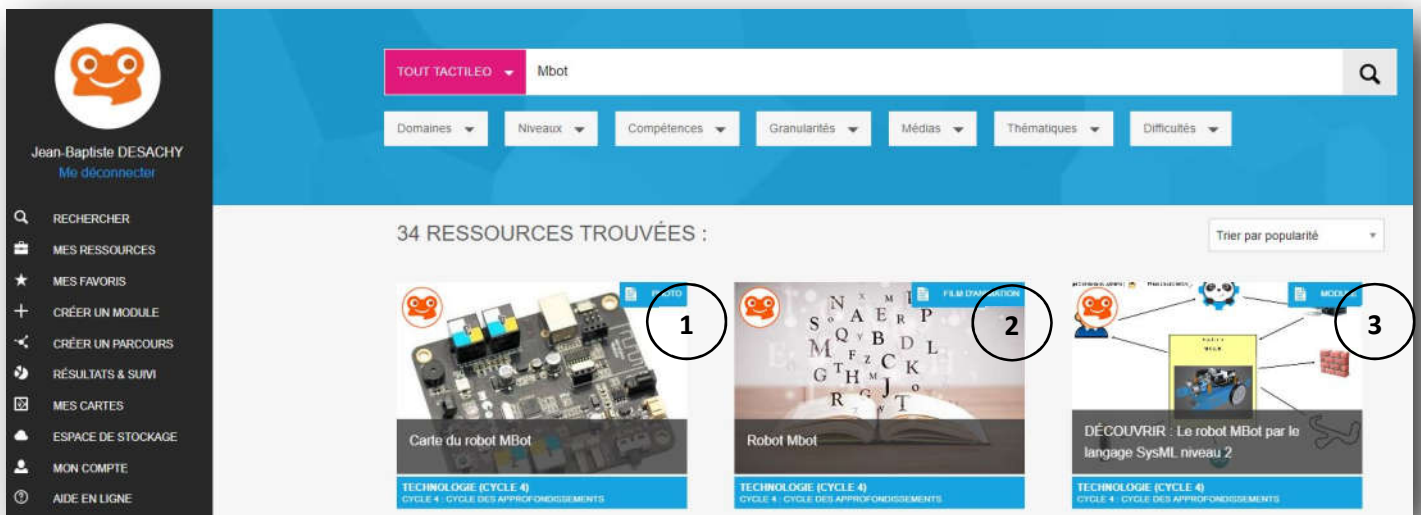 Jean-Baptiste DESACHY
Me déconnecter
RECHERCHER
MES RESSOURCES
MES FAVORIS
CRÉER UN MODULE
CRÉER UN PARCOURS
RÉSULTATS & SUIVI
MES CARTES
ESPACE DE STOCKAGE
MON COMPTE
AIDE EN LIGNE
TOUT TACTILEO Mbot
Domaines Niveaux Compétences Granularités Médias Thématiques Difficultés
34 RESSOURCES TROUVÉES :
Trier par popularité
PHOTO
1
Carte du robot MBot
TECHNOLOGIE (CYCLE 4)
CYCLE 4 : CYCLE DES APPROFONDISSEMENTS
FILM D'ANIMATION
2
N X M
S A E R P
Q Y B D
M F Z C K L
G T H M J
R G T
Robot Mbot
TECHNOLOGIE (CYCLE 4)
CYCLE 4 : CYCLE DES APPROFONDISSEMENTS
MODULE
3
DÉCOUVRIR : Le robot MBot par le
langage SysML niveau 2
TECHNOLOGIE (CYCLE 4)
CYCLE 4 : CYCLE DES APPROFONDISSEMENTS